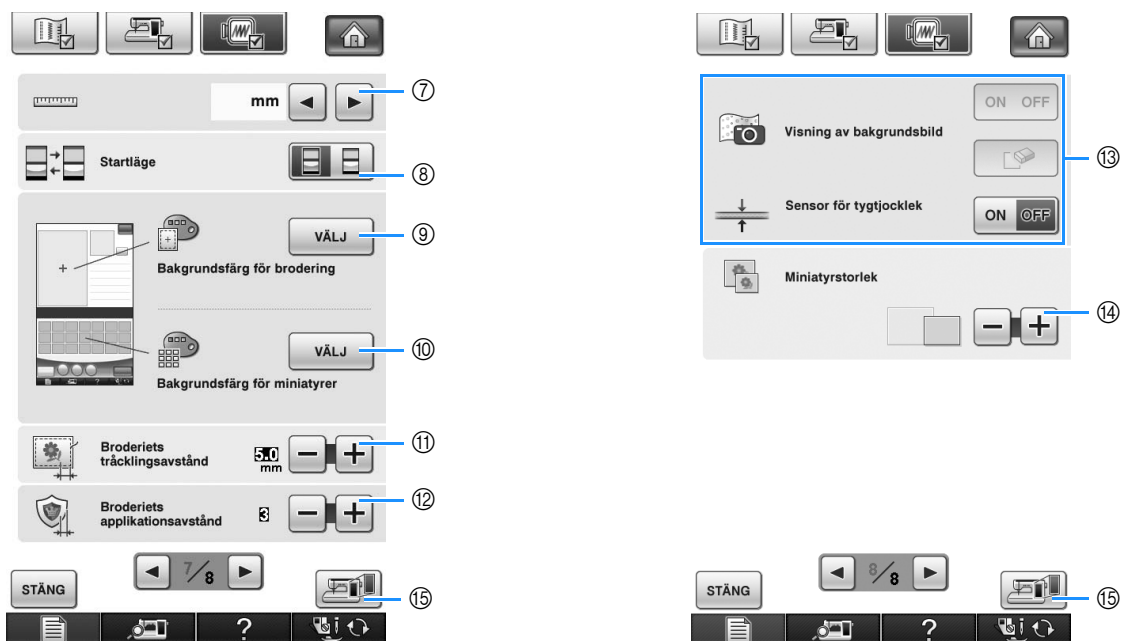 mm
⑦
Startläge
⑧
VÄLJ
⑨
Bakgrundsfärg för brodering
VÄLJ
⑩
Bakgrundsfärg för miniatyrer
Broderiets
tråcklingsavstånd
5.0
mm
⑪
Broderiets
applikationsavstånd
3
⑫
7/8
STÄNG
⑮
?
ON OFF
Visning av bakgrundsbild
⑬
Sensor för tygtjocklek
ON OFF
Miniatyrstorlek
⑭
8/8
STÄNG
⑮
?